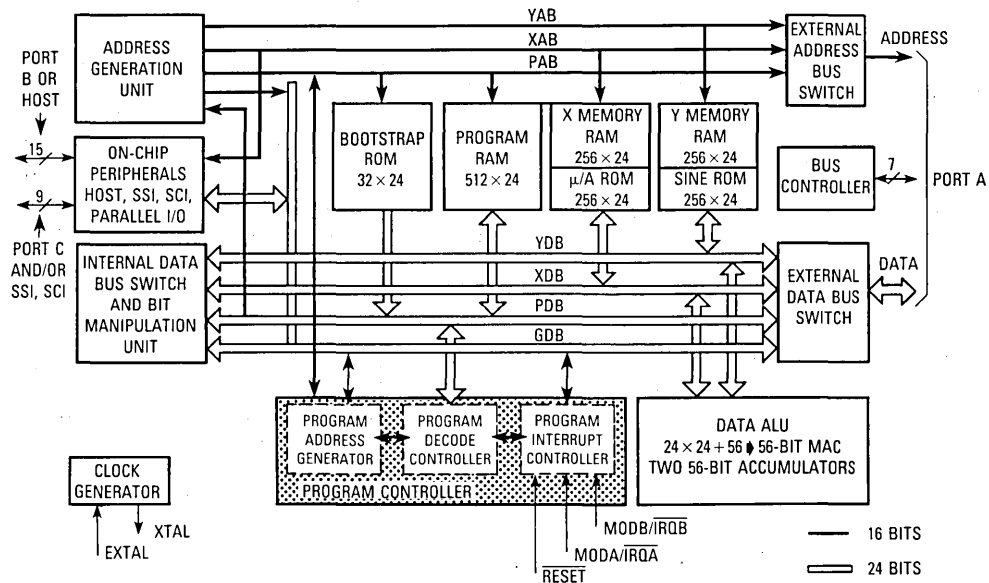 YAB
XAB
PAB
ADDRESS
GENERATION
UNIT
EXTERNAL
ADDRESS
BUS
SWITCH
ADDRESS
PORT
B OR
HOST
15
9
ON-CHIP
PERIPHERALS
HOST, SSI, SCI,
PARALLEL I/O
BOOTSTRAP
ROM
32 × 24
PROGRAM
RAM
512 × 24
X MEMORY
RAM
256 × 24
μ/A ROM
256 × 24
Y MEMORY
RAM
256 × 24
SINE ROM
256 × 24
BUS
CONTROLLER
7
PORT A
PORT C
AND/OR
SSI, SCI
INTERNAL DATA
BUS SWITCH
AND BIT
MANIPULATION
UNIT
YDB
XDB
PDB
GDB
EXTERNAL
DATA BUS
SWITCH
DATA
PROGRAM
ADDRESS
GENERATOR
PROGRAM
DECODE
CONTROLLER
PROGRAM
INTERRUPT
CONTROLLER
PROGRAM CONTROLLER
DATA ALU
24 × 24 + 56 ➧ 56-BIT MAC
TWO 56-BIT ACCUMULATORS
CLOCK
GENERATOR
XTAL
EXTAL
MODB/IRQB
MODA/IRQA
RESET
16 BITS
24 BITS